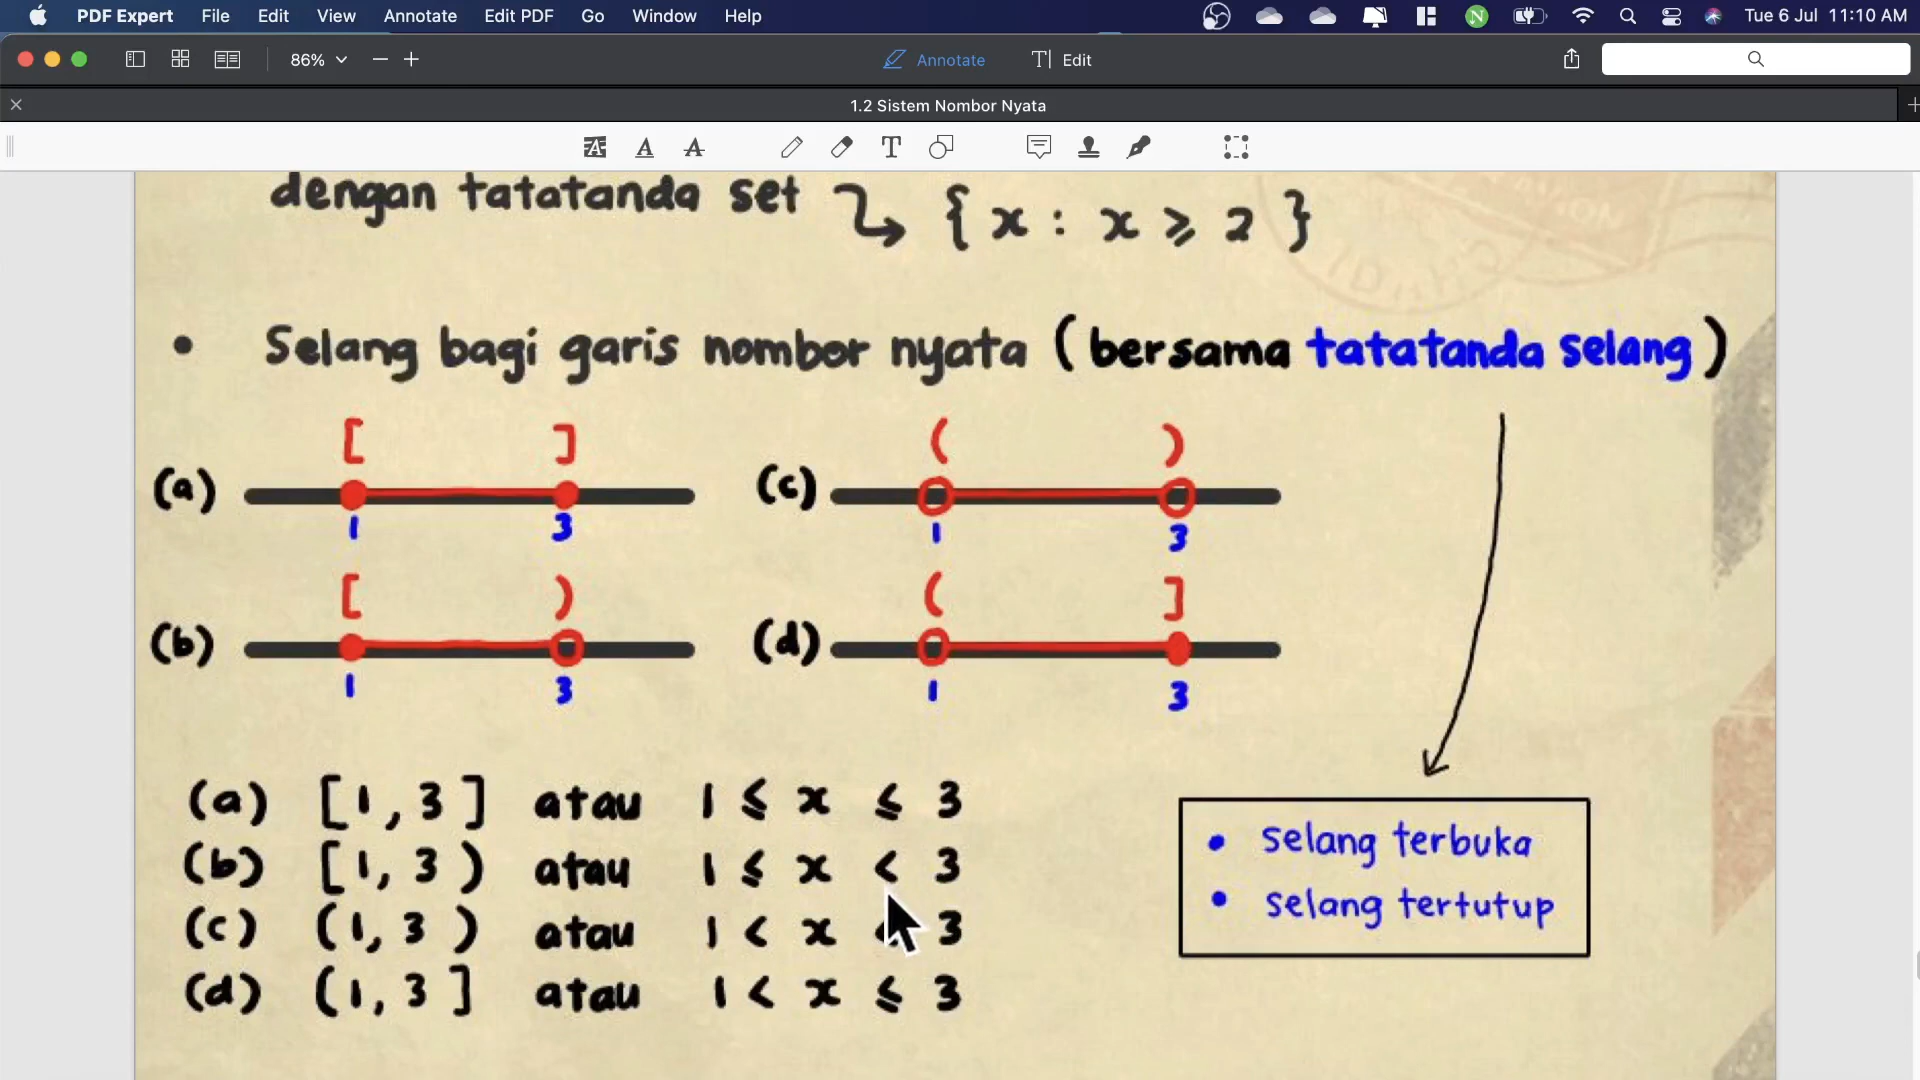 PDF Expert File Edit View Annotate Edit PDF Go Window Help Tue 6 Jul 11:10 AM
86% Annotate Edit
1.2 Sistem Nombor Nyata
dengan tatatanda set { x : x ⩾ 2 }
• Selang bagi garis nombor nyata (bersama tatatanda selang)
[ ] ( )
(a) (c)
1 3 1 3
[ ) ( ]
(b) (d)
1 3 1 3
(a) [1, 3] atau 1 ⩽ x ⩽ 3
(b) [1, 3) atau 1 ⩽ x < 3
(c) (1, 3) atau 1 < x < 3
(d) (1, 3] atau 1 < x ⩽ 3
• selang terbuka
• selang tertutup